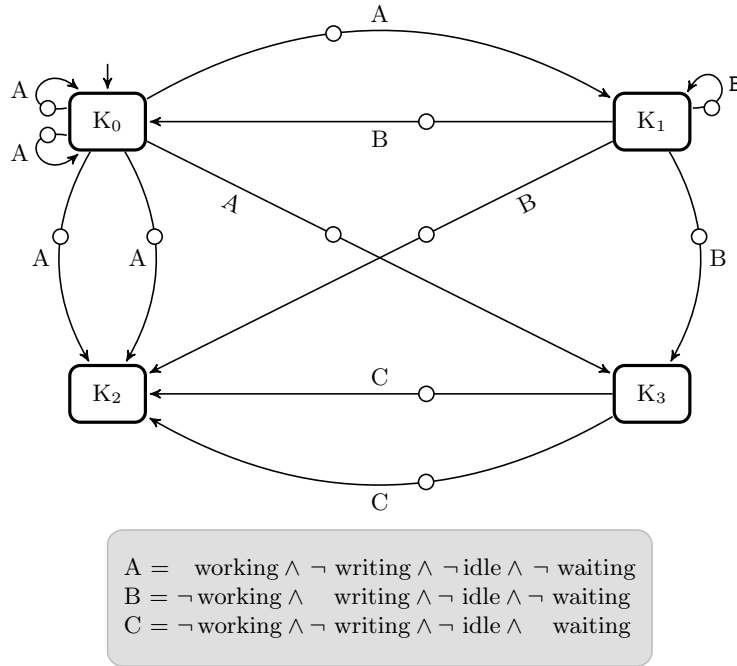 A
A
K₀
K₁
B
A
B
A
B
A
A
B
K₂
C
K₃
C
A = working ∧ ¬ writing ∧ ¬ idle ∧ ¬ waiting
B = ¬ working ∧ writing ∧ ¬ idle ∧ ¬ waiting
C = ¬ working ∧ ¬ writing ∧ ¬ idle ∧ waiting